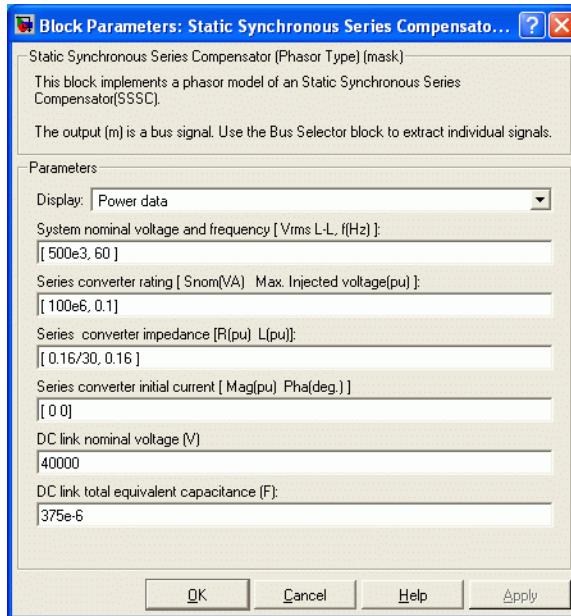 Block Parameters: Static Synchronous Series Compensato...
Static Synchronous Series Compensator (Phasor Type) (mask)
This block implements a phasor model of an Static Synchronous Series
Compensator(SSSC).
The output (m) is a bus signal. Use the Bus Selector block to extract individual signals.
Parameters
Display: Power data
System nominal voltage and frequency [ Vrms L-L, f(Hz) ]:
[ 500e3, 60 ]
Series converter rating [ Snom(VA) Max. Injected voltage(pu) ]:
[ 100e6, 0.1]
Series converter impedance [R(pu) L(pu)]:
[ 0.16/30, 0.16 ]
Series converter initial current [ Mag(pu) Pha(deg.) ]
[ 0 0]
DC link nominal voltage (V)
40000
DC link total equivalent capacitance (F):
375e-6
OK Cancel Help Apply